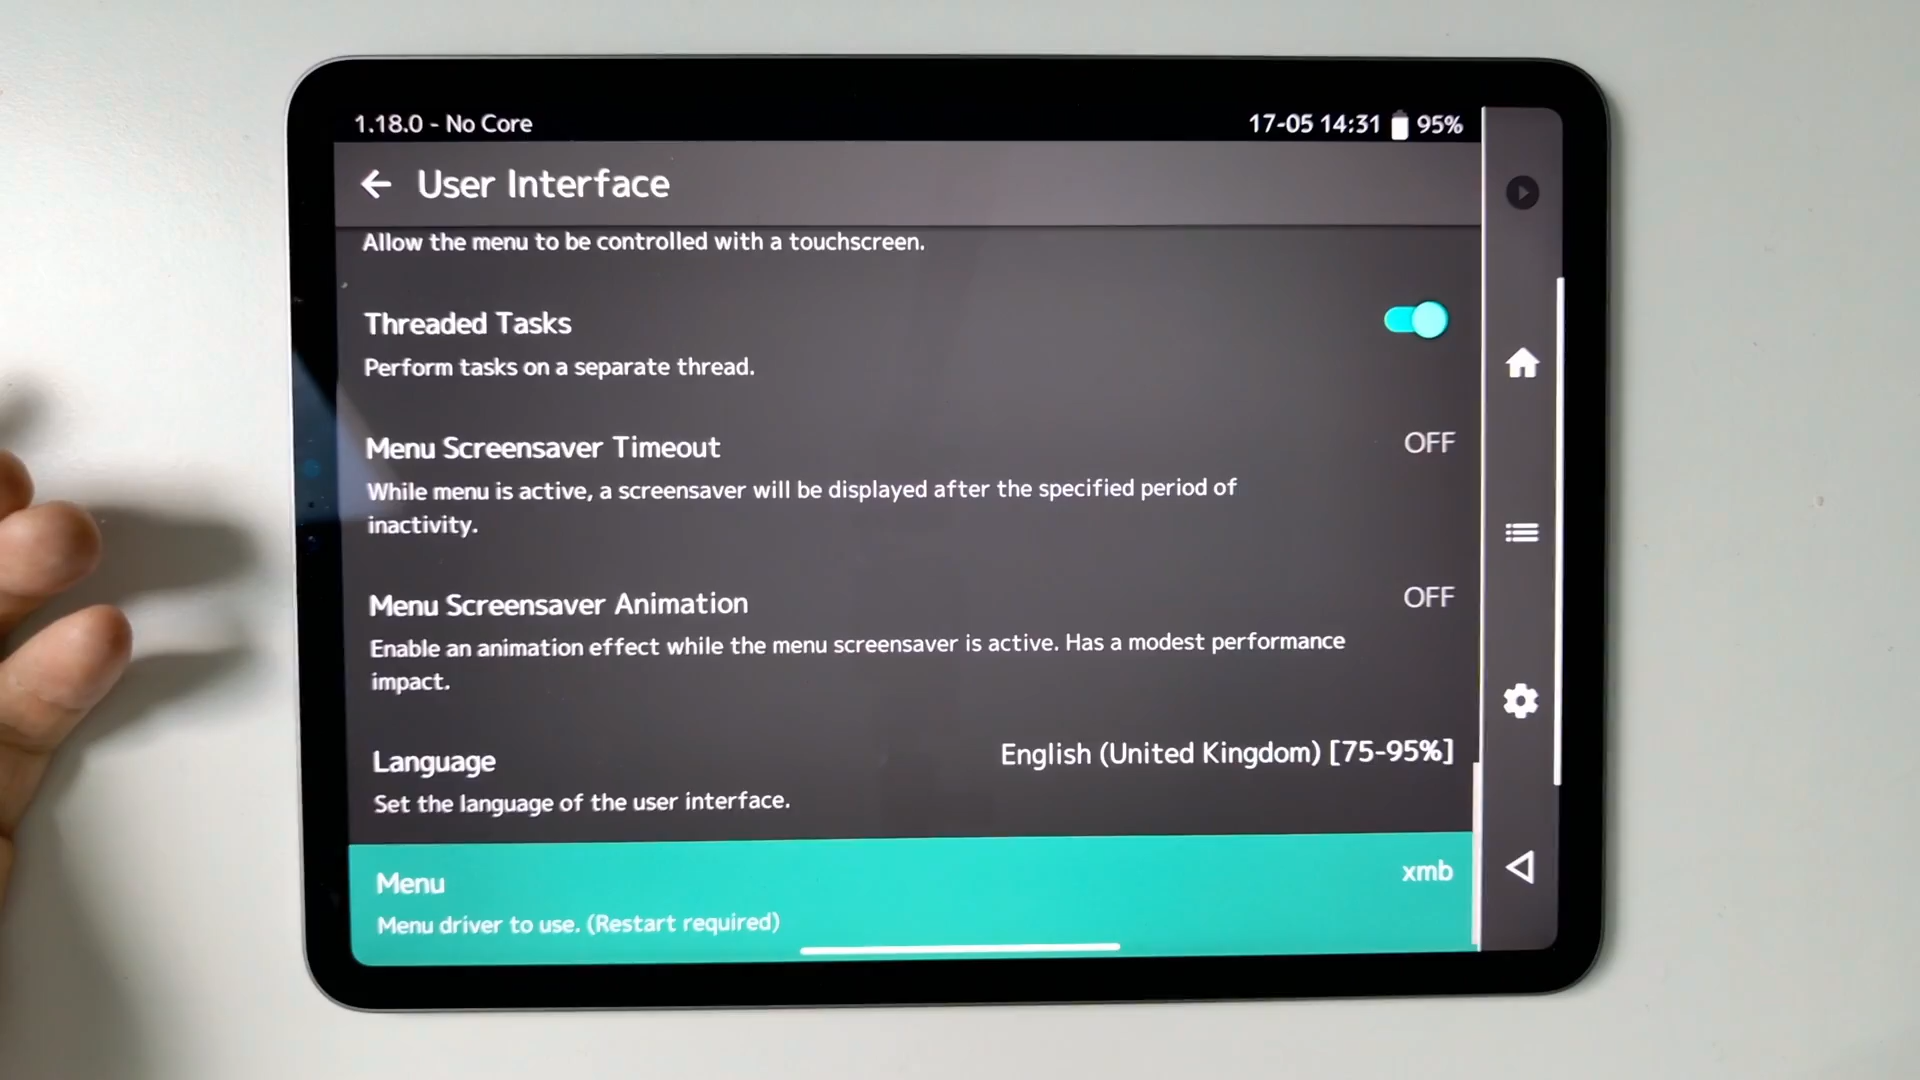 1.18.0 - No Core
17-05 14:31 95%
User Interface
Allow the menu to be controlled with a touchscreen.
Threaded Tasks
Perform tasks on a separate thread.
Menu Screensaver Timeout
OFF
While menu is active, a screensaver will be displayed after the specified period of
inactivity.
Menu Screensaver Animation
OFF
Enable an animation effect while the menu screensaver is active. Has a modest performance
impact.
Language
English (United Kingdom) [75-95%]
Set the language of the user interface.
Menu
xmb
Menu driver to use. (Restart required)